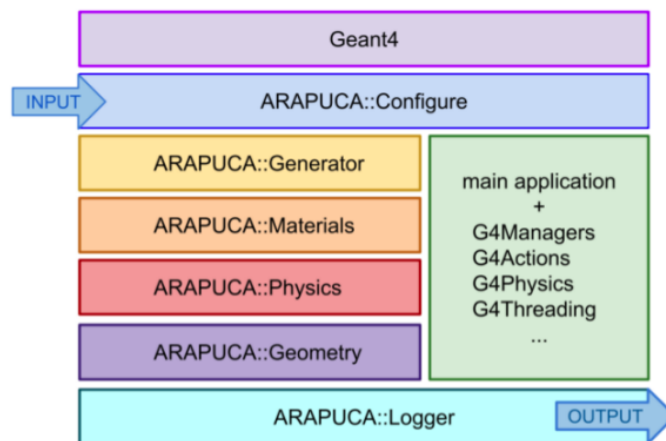 Geant4
INPUT
ARAPUCA::Configure
ARAPUCA::Generator
ARAPUCA::Materials
ARAPUCA::Physics
ARAPUCA::Geometry
main application
+
G4Managers
G4Actions
G4Physics
G4Threading
...
ARAPUCA::Logger
OUTPUT